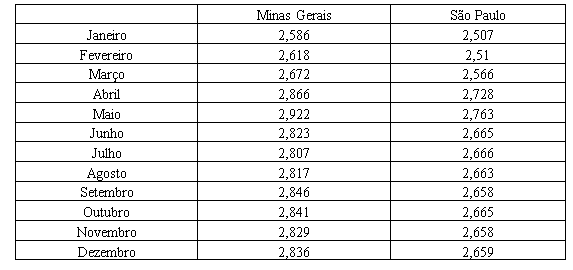 Minas Gerais São Paulo
Janeiro 2,586 2,507
Fevereiro 2,618 2,51
Março 2,672 2,566
Abril 2,866 2,728
Maio 2,922 2,763
Junho 2,823 2,665
Julho 2,807 2,666
Agosto 2,817 2,663
Setembro 2,846 2,658
Outubro 2,841 2,665
Novembro 2,829 2,658
Dezembro 2,836 2,659